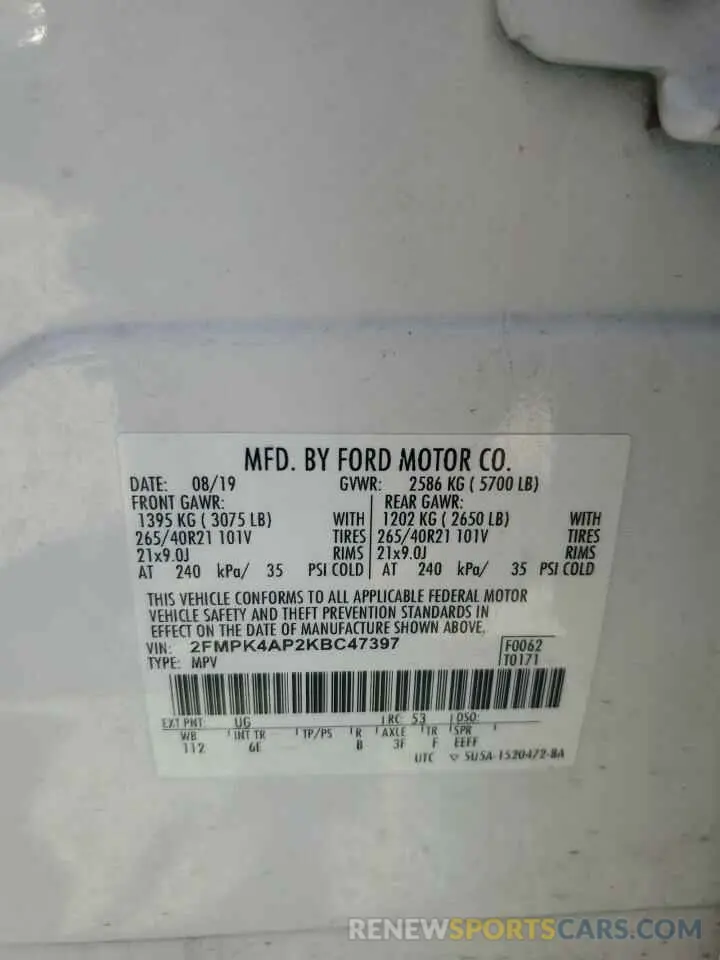 MFD. BY FORD MOTOR CO.
DATE: 08/19 GVWR: 2586 KG ( 5700 LB)
FRONT GAWR: REAR GAWR:
1395 KG ( 3075 LB) WITH 1202 KG ( 2650 LB) WITH
265/40R21 101V TIRES 265/40R21 101V TIRES
21x9.0J RIMS 21x9.0J RIMS
AT 240 kPa/ 35 PSI COLD AT 240 kPa/ 35 PSI COLD
THIS VEHICLE CONFORMS TO ALL APPLICABLE FEDERAL MOTOR
VEHICLE SAFETY AND THEFT PREVENTION STANDARDS IN
EFFECT ON THE DATE OF MANUFACTURE SHOWN ABOVE.
VIN: 2FMPK4AP2KBC47397 F0062
TYPE: MPV T0171
EXT PNT: UG RC: 53 DSO:
WB INT TR TP/PS R AXLE TR SPR
112 6E B 3F F EEFF
UTC 5U5A-1520472-BA
RENEWSPORTSCARS.COM